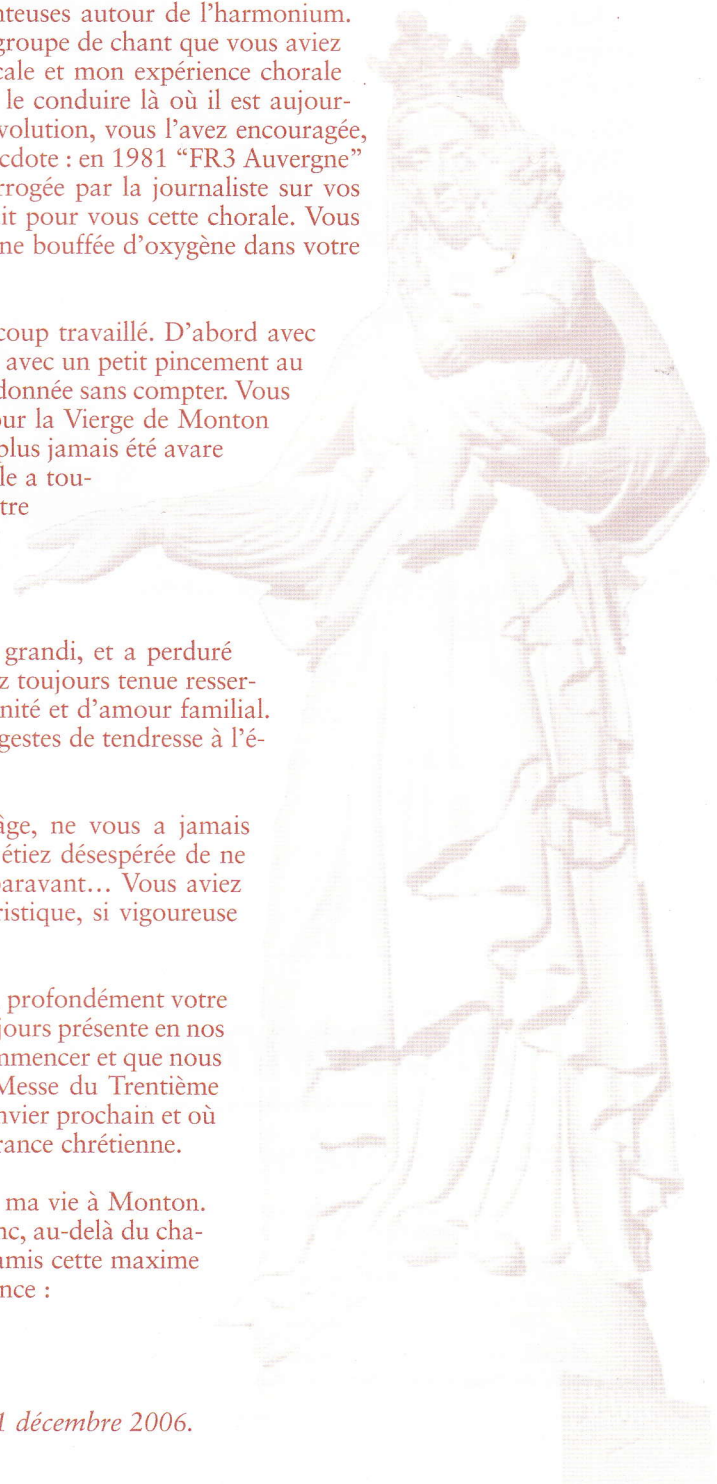 nteuses autour de l’harmonium.
groupe de chant que vous aviez
cale et mon expérience chorale
le conduire là où il est aujour-
évolution, vous l’avez encouragée,
cdote : en 1981 “FR3 Auvergne”
rrogée par la journaliste sur vos
it pour vous cette chorale. Vous
ne bouffée d’oxygène dans votre
coup travaillé. D’abord avec
avec un petit pincement au
donnée sans compter. Vous
our la Vierge de Monton
plus jamais été avare
le a tou-
tre
grandi, et a perduré
z toujours tenue resser-
nité et d’amour familial.
gestes de tendresse à l’é-
âge, ne vous a jamais
étiez désespérée de ne
paravant… Vous aviez
ristique, si vigoureuse
profondément votre
jours présente en nos
mmencer et que nous
Messe du Trentième
nvier prochain et où
rance chrétienne.
ma vie à Monton.
nc, au-delà du cha-
amis cette maxime
nce :
1 décembre 2006.